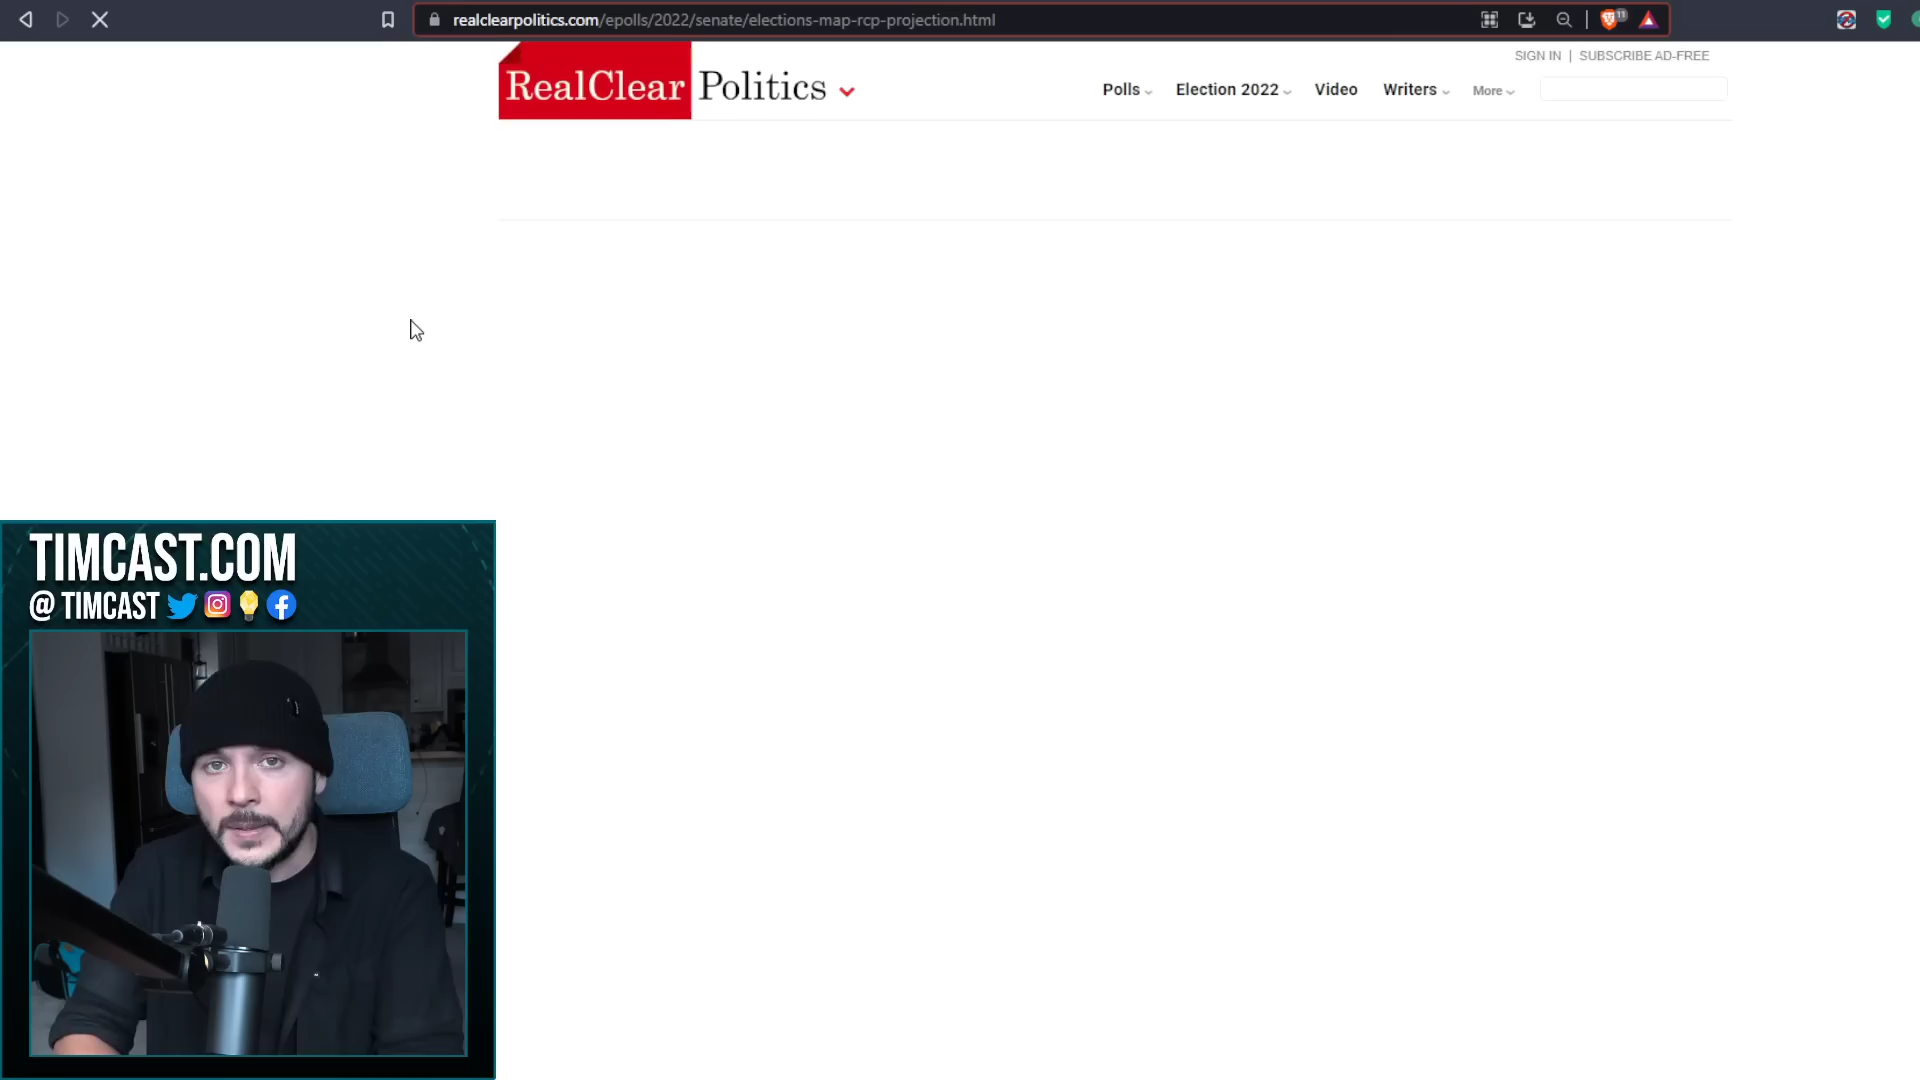 realclearpolitics.com/epolls/2022/senate/elections-map-rcp-projection.html
11
SIGN IN | SUBSCRIBE AD-FREE
RealClear Politics
Polls Election 2022 Video Writers More
TIMCAST.COM
@ TIMCAST